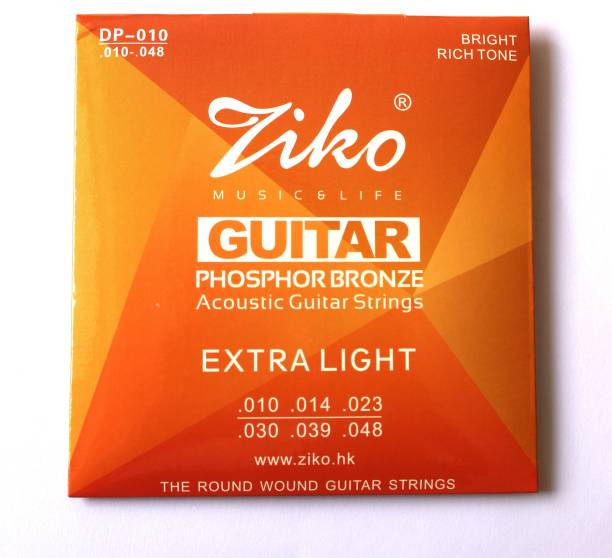 DP-010
.010-.048
BRIGHT
RICH TONE
Ziko®
MUSIC & LIFE
GUITAR
PHOSPHOR BRONZE
Acoustic Guitar Strings
EXTRA LIGHT
.010 .014 .023
.030 .039 .048
www.ziko.hk
THE ROUND WOUND GUITAR STRINGS